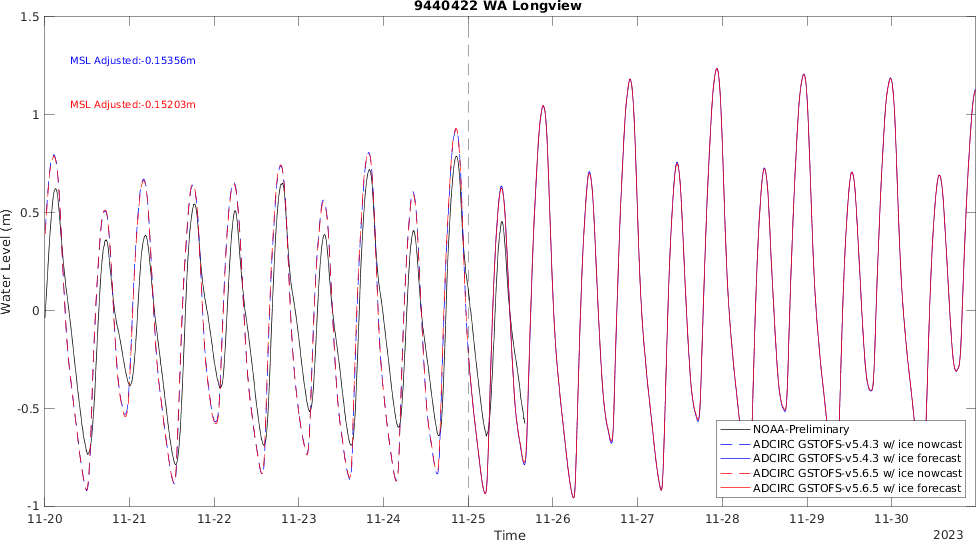 9440422 WA Longview
1.5
1
0.5
0
-0.5
-1
Water Level (m)
MSL Adjusted:-0.15356m
MSL Adjusted:-0.15203m
NOAA-Preliminary
ADCIRC GSTOFS-v5.4.3 w/ ice nowcast
ADCIRC GSTOFS-v5.4.3 w/ ice forecast
ADCIRC GSTOFS-v5.6.5 w/ ice nowcast
ADCIRC GSTOFS-v5.6.5 w/ ice forecast
11-20 11-21 11-22 11-23 11-24 11-25 11-26 11-27 11-28 11-29 11-30
Time
2023